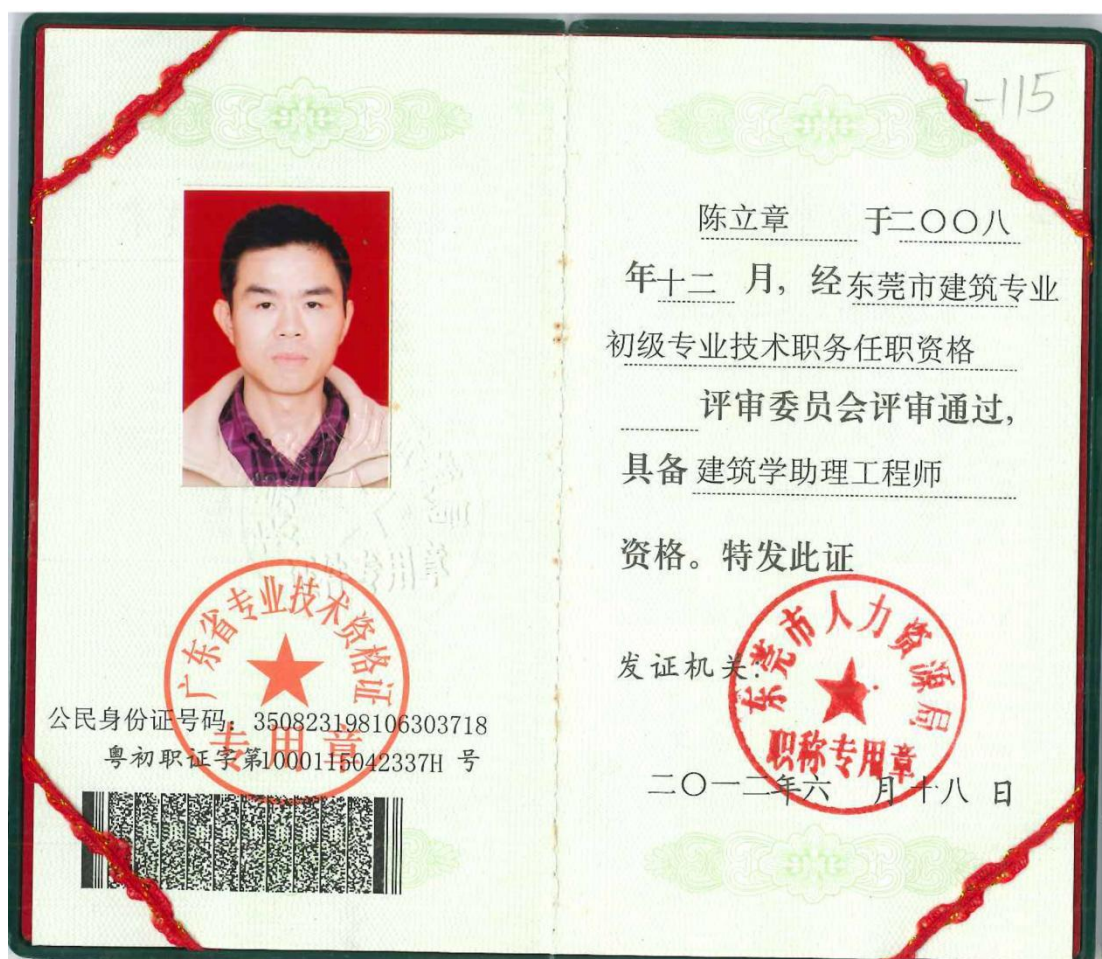 广东省专业技术资格证
专用章
公民身份证号码：350823198106303718
粤初职证字第1000115042337H 号
-115
陈立章 于二〇〇八
年十二 月，经东莞市建筑专业
初级专业技术职务任职资格
评审委员会评审通过，
具备 建筑学助理工程师
资格。特发此证
发证机关：
东莞市人力资源局
职称专用章
二〇一二年六 月十八 日